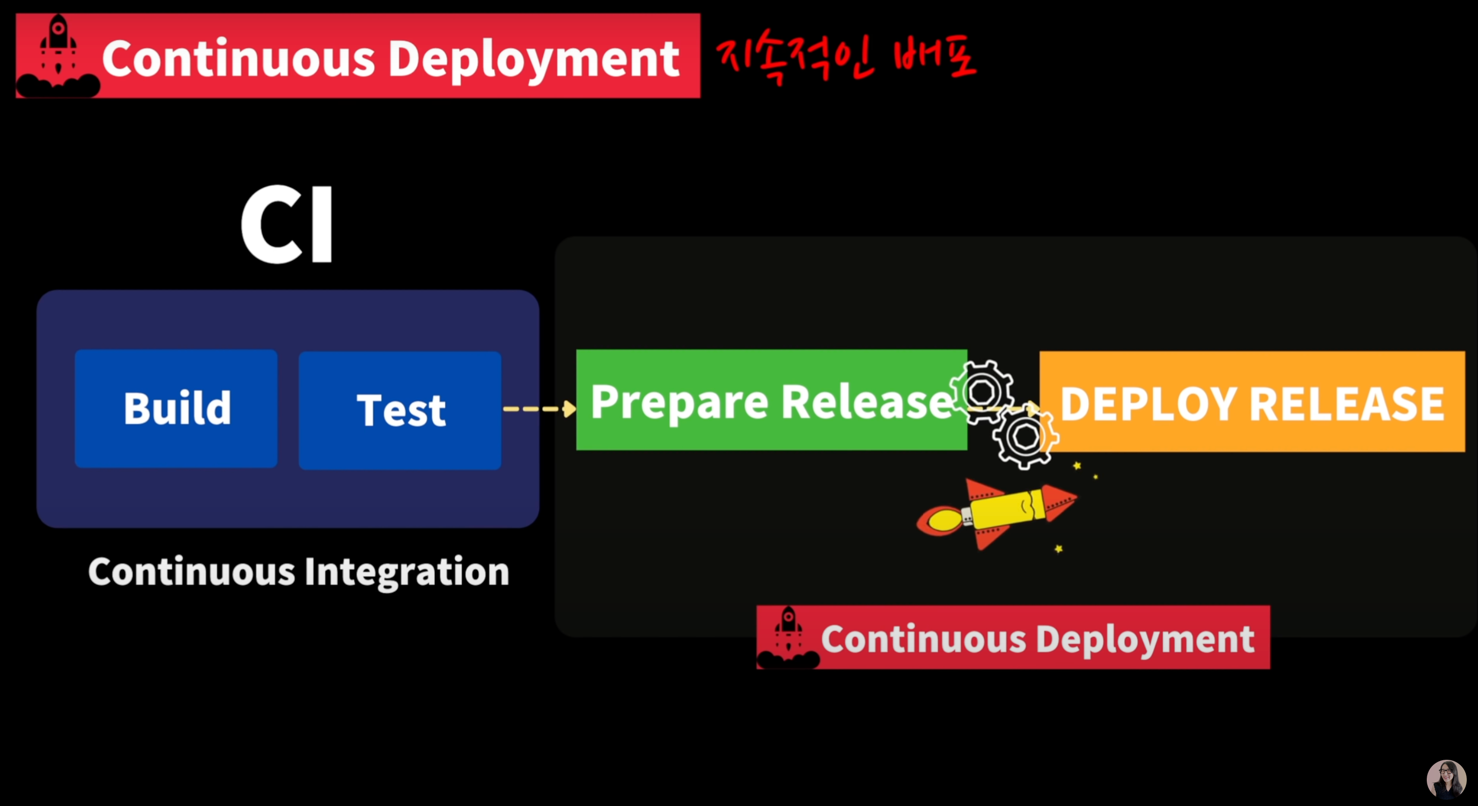 Continuous Deployment 지속적인 배포
CI
Build
Test
Prepare Release
DEPLOY RELEASE
Continuous Integration
Continuous Deployment